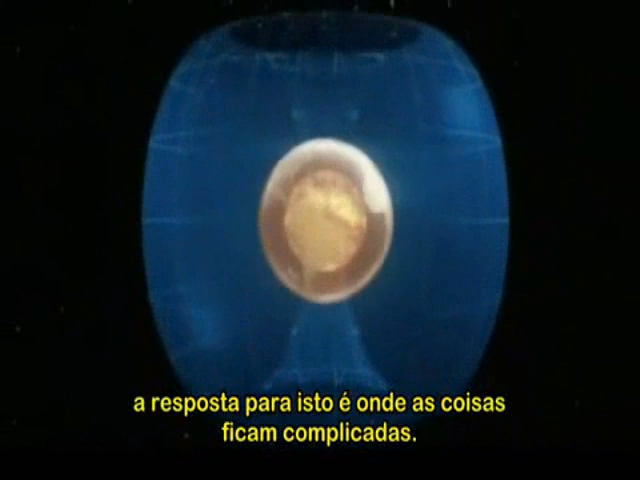 a resposta para isto é onde as coisas
ficam complicadas.